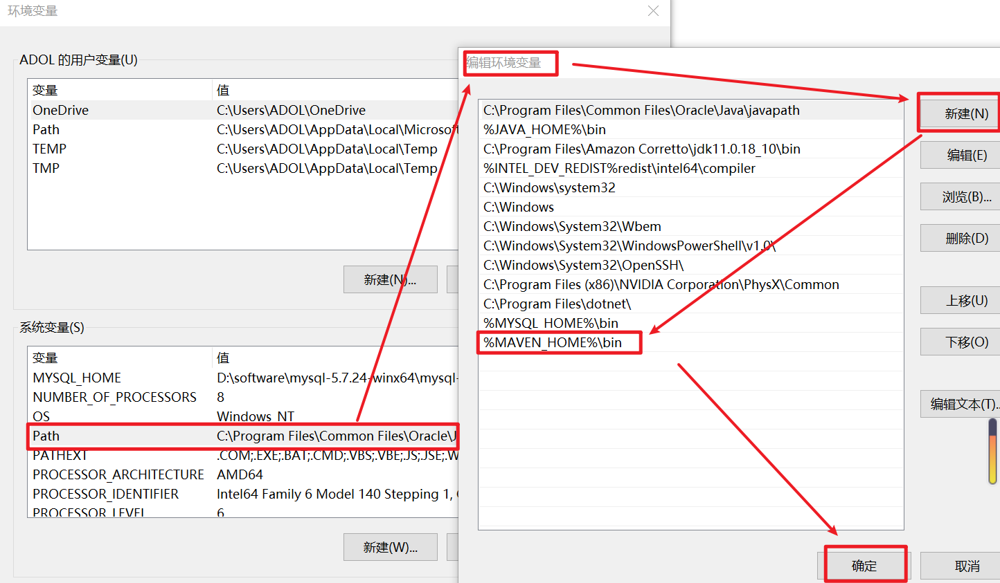 环境变量
ADOL 的用户变量(U)
变量 值
OneDrive C:\Users\ADOL\OneDrive
Path C:\Users\ADOL\AppData\Local\Microsoft
TEMP C:\Users\ADOL\AppData\Local\Temp
TMP C:\Users\ADOL\AppData\Local\Temp
新建(N)...
系统变量(S)
变量 值
MYSQL_HOME D:\software\mysql-5.7.24-winx64\mysql-
NUMBER_OF_PROCESSORS 8
OS Windows_NT
Path C:\Program Files\Common Files\Oracle\J
PATHEXT .COM;.EXE;.BAT;.CMD;.VBS;.VBE;.JS;.JSE;.W
PROCESSOR_ARCHITECTURE AMD64
PROCESSOR_IDENTIFIER Intel64 Family 6 Model 140 Stepping 1,
PROCESSOR_LEVEL 6
新建(W)...
编辑环境变量
C:\Program Files\Common Files\Oracle\Java\javapath
%JAVA_HOME%\bin
C:\Program Files\Amazon Corretto\jdk11.0.18_10\bin
%INTEL_DEV_REDIST%redist\intel64\compiler
C:\Windows\system32
C:\Windows
C:\Windows\System32\Wbem
C:\Windows\System32\WindowsPowerShell\v1.0\
C:\Windows\System32\OpenSSH\
C:\Program Files (x86)\NVIDIA Corporation\PhysX\Common
C:\Program Files\dotnet\
%MYSQL_HOME%\bin
%MAVEN_HOME%\bin
新建(N)
编辑(E)
浏览(B)...
删除(D)
上移(U)
下移(O)
编辑文本(T)...
确定
取消